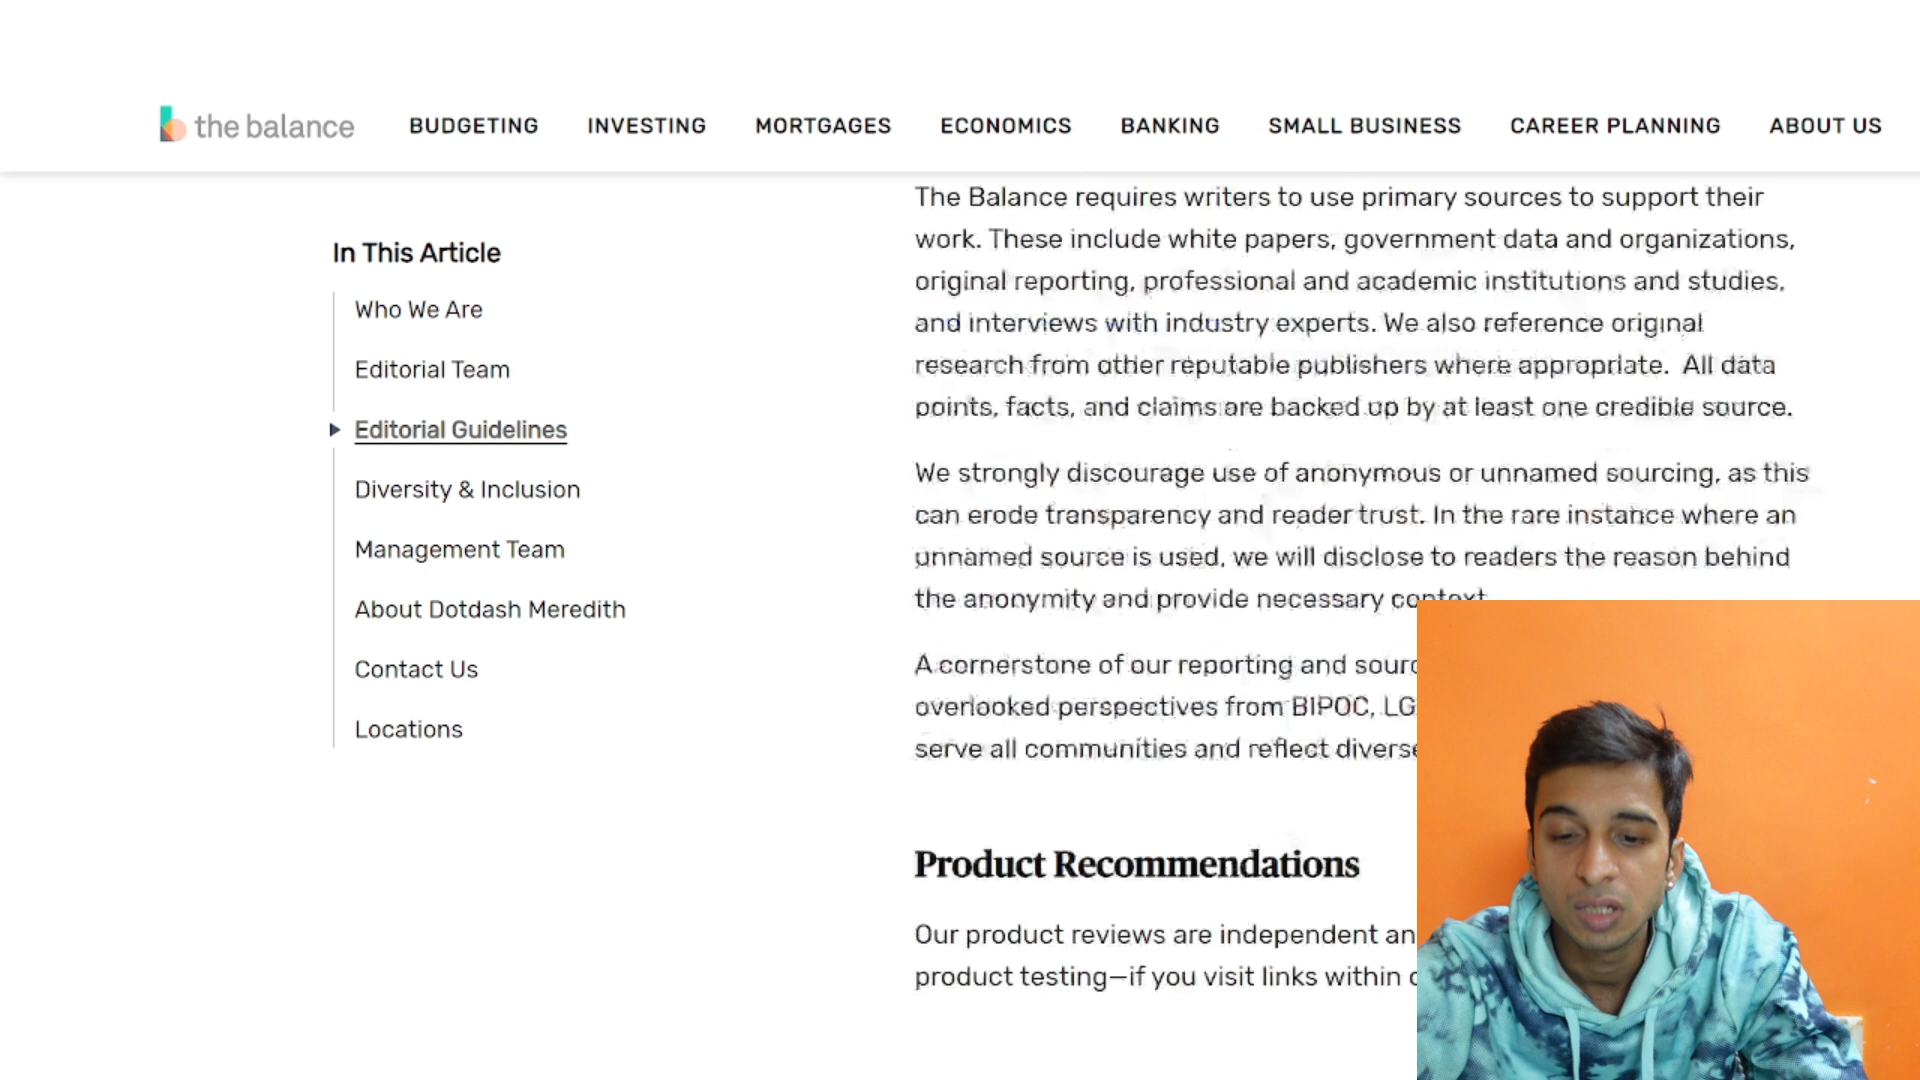 the balance
BUDGETING INVESTING MORTGAGES ECONOMICS BANKING SMALL BUSINESS CAREER PLANNING ABOUT US
In This Article
Who We Are
Editorial Team
Editorial Guidelines
Diversity & Inclusion
Management Team
About Dotdash Meredith
Contact Us
Locations
The Balance requires writers to use primary sources to support their
work. These include white papers, government data and organizations,
original reporting, professional and academic institutions and studies,
and interviews with industry experts. We also reference original
research from other reputable publishers where appropriate. All data
points, facts, and claims are backed up by at least one credible source.
We strongly discourage use of anonymous or unnamed sourcing, as this
can erode transparency and reader trust. In the rare instance where an
unnamed source is used, we will disclose to readers the reason behind
the anonymity and provide necessary context
A cornerstone of our reporting and
overlooked perspectives from BIPOC, LG
serve all communities and reflect diverse
Product Recommendations
Our product reviews are independent an
product testing—if you visit links within